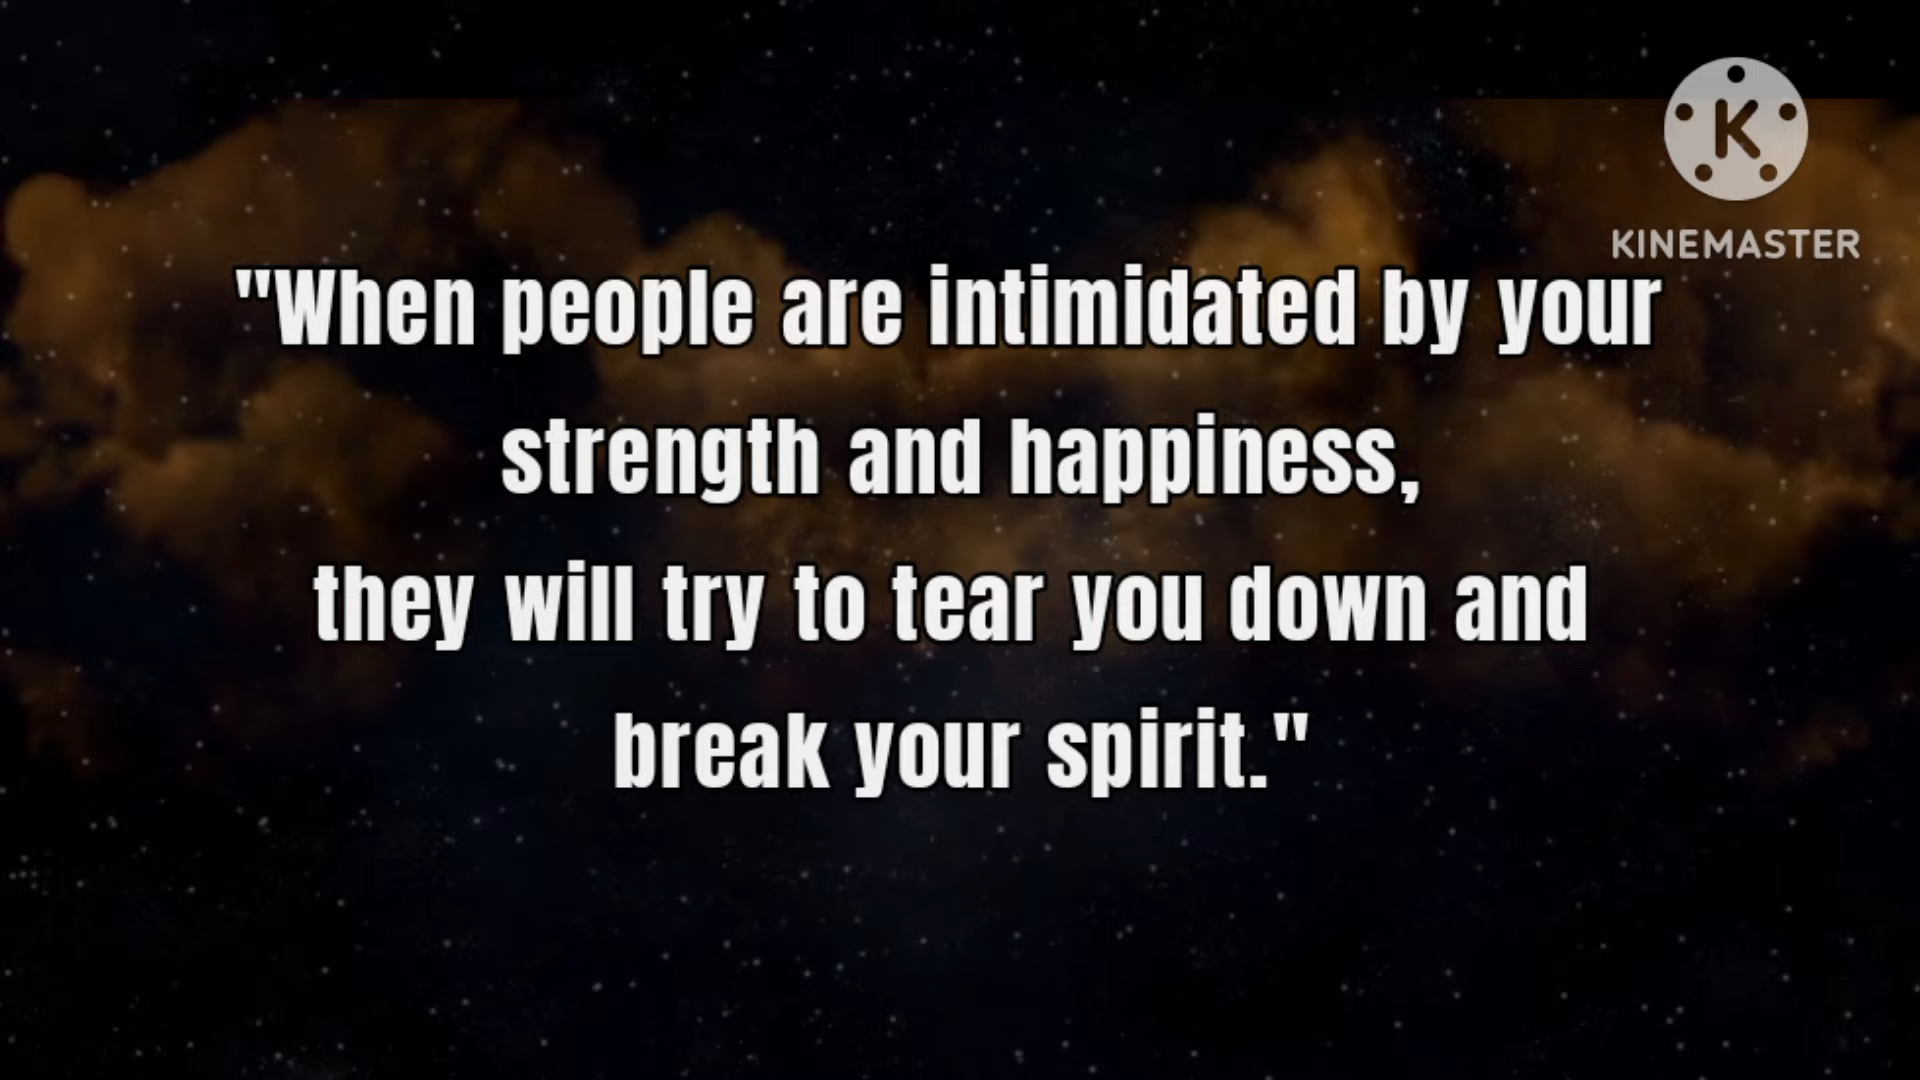 KINEMASTER
"When people are intimidated by your
strength and happiness,
they will try to tear you down and
break your spirit."